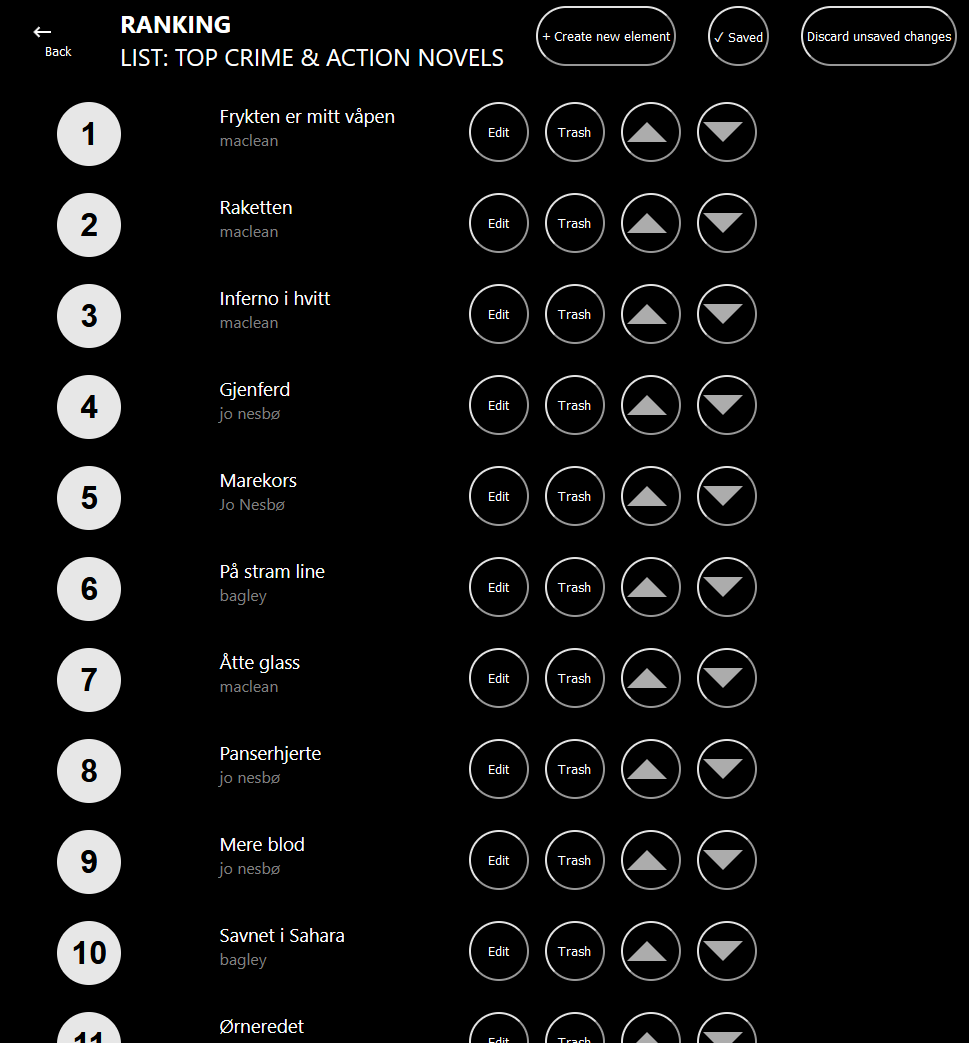 ←
Back
RANKING
LIST: TOP CRIME & ACTION NOVELS
+ Create new element
✓ Saved
Discard unsaved changes
1
Frykten er mitt våpen
maclean
Edit
Trash
2
Raketten
maclean
Edit
Trash
3
Inferno i hvitt
maclean
Edit
Trash
4
Gjenferd
jo nesbø
Edit
Trash
5
Marekors
Jo Nesbø
Edit
Trash
6
På stram line
bagley
Edit
Trash
7
Åtte glass
maclean
Edit
Trash
8
Panserhjerte
jo nesbø
Edit
Trash
9
Mere blod
jo nesbø
Edit
Trash
10
Savnet i Sahara
bagley
Edit
Trash
11
Ørneredet
Edit
Trash